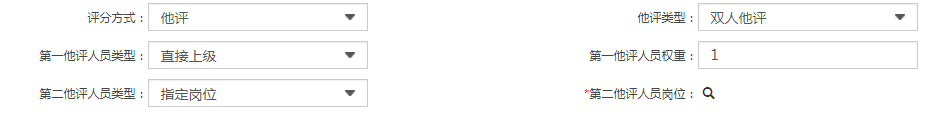 评分方式： 他评 他评类型： 双人他评
第一他评人员类型： 直接上级 第一他评人员权重： 1
第二他评人员类型： 指定岗位 *第二他评人员岗位：